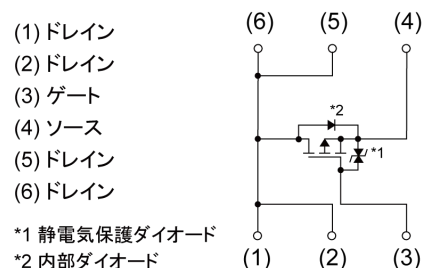 (1) ドレイン
(2) ドレイン
(3) ゲート
(4) ソース
(5) ドレイン
(6) ドレイン
*1 静電気保護ダイオード
*2 内部ダイオード
(6) (5) (4)
*2
*1
(1) (2) (3)